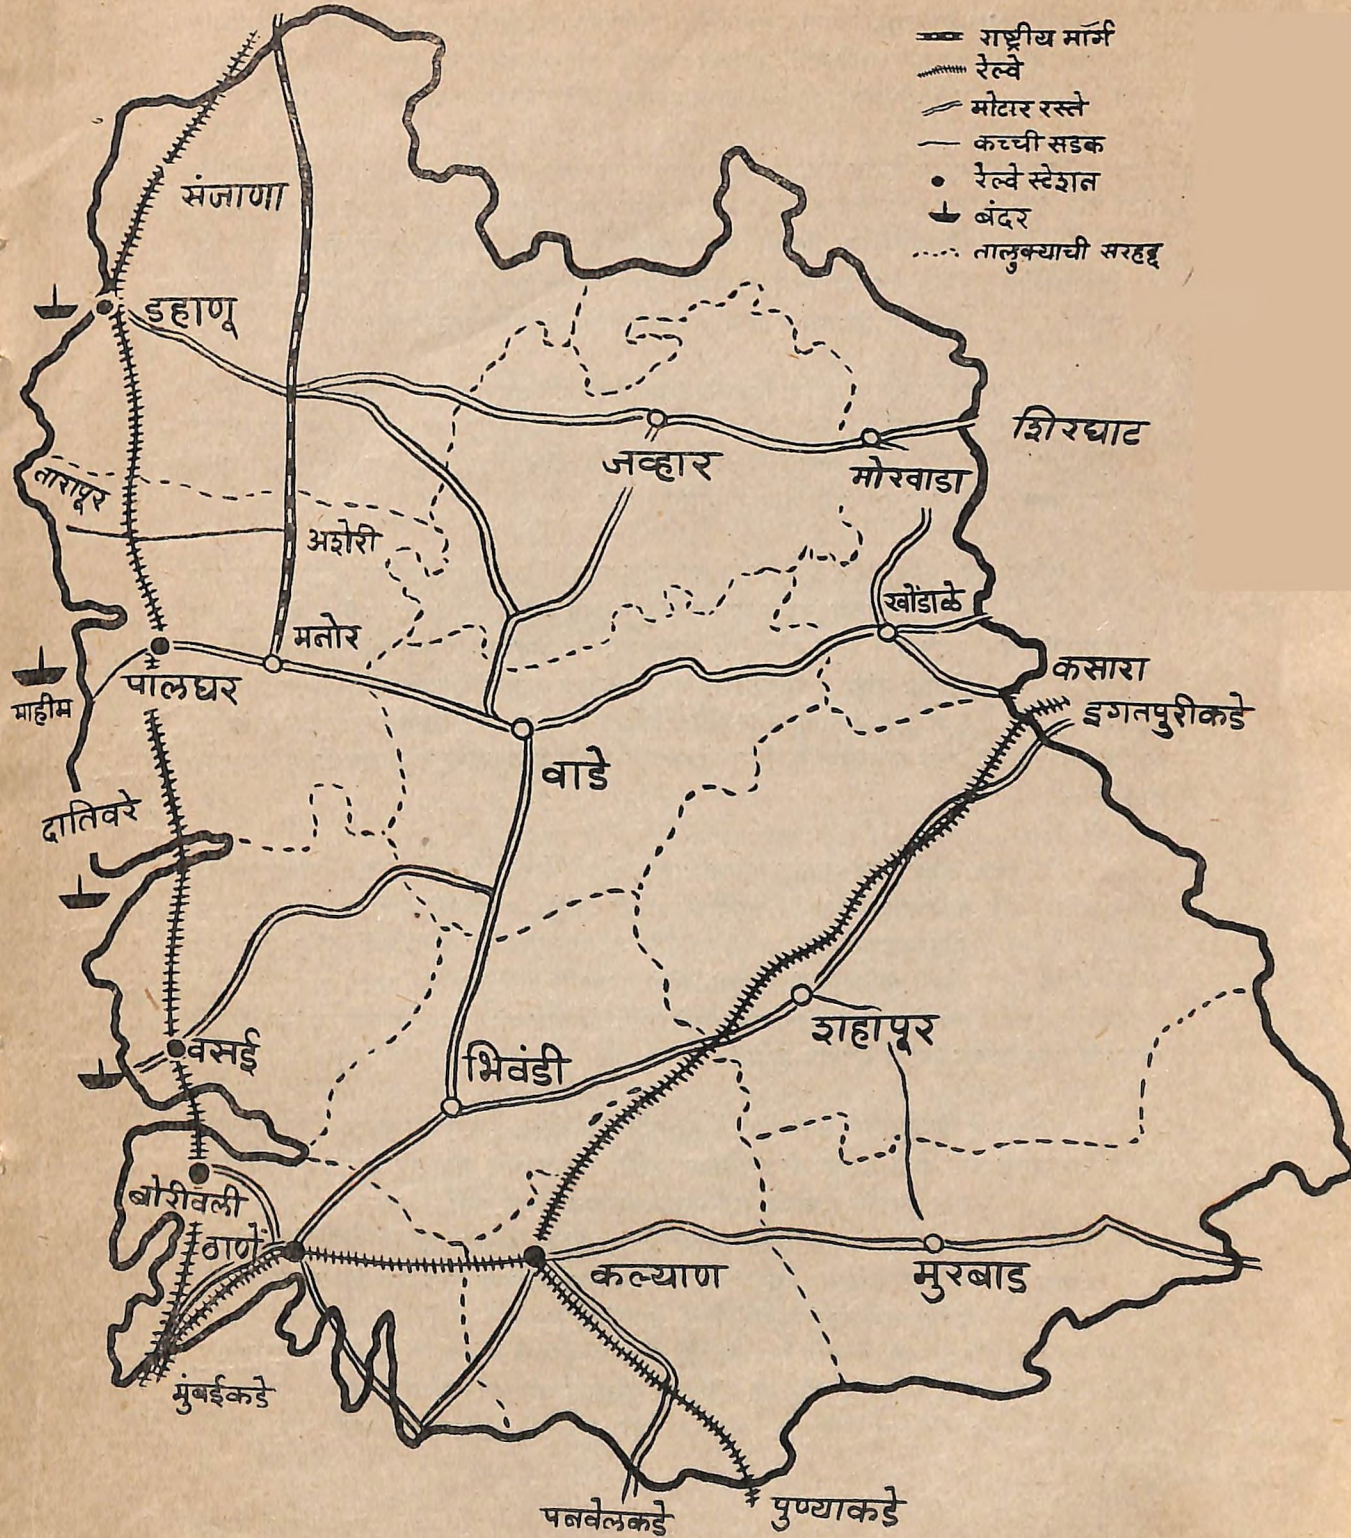 राष्ट्रीय मार्ग
रेल्वे
मोटार रस्ते
कच्ची सडक
रेल्वे स्टेशन
बंदर
तालुक्याची सरहद्द
संजाणा
डहाणू
शिरघाट
जव्हार
मोरवाडा
तारापूर
अशेरी
खोंडाळे
मनोर
कसारा
पालघर
माहीम
इगतपुरीकडे
वाडे
दातिवरे
शहापूर
वसई
भिवंडी
बोरीवली
ठाणें
कल्याण
मुरबाड
मुंबईकडे
पनवेलकडे
पुण्याकडे